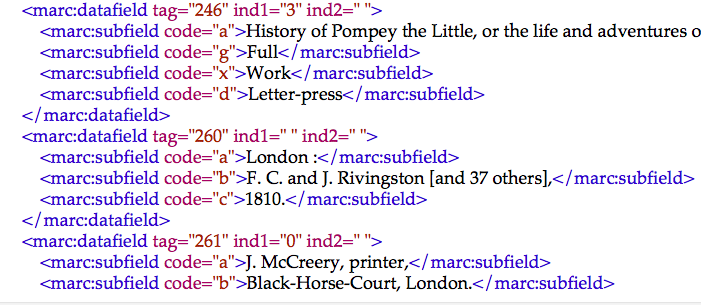 <marc:datafield tag="246" ind1="3" ind2=" ">
<marc:subfield code="a">History of Pompey the Little, or the life and adventures o
<marc:subfield code="g">Full</marc:subfield>
<marc:subfield code="x">Work</marc:subfield>
<marc:subfield code="d">Letter-press</marc:subfield>
</marc:datafield>
<marc:datafield tag="260" ind1=" " ind2=" ">
<marc:subfield code="a">London :</marc:subfield>
<marc:subfield code="b">F. C. and J. Rivingston [and 37 others],</marc:subfield>
<marc:subfield code="c">1810.</marc:subfield>
</marc:datafield>
<marc:datafield tag="261" ind1="0" ind2=" ">
<marc:subfield code="a">J. McCreery, printer,</marc:subfield>
<marc:subfield code="b">Black-Horse-Court, London.</marc:subfield>